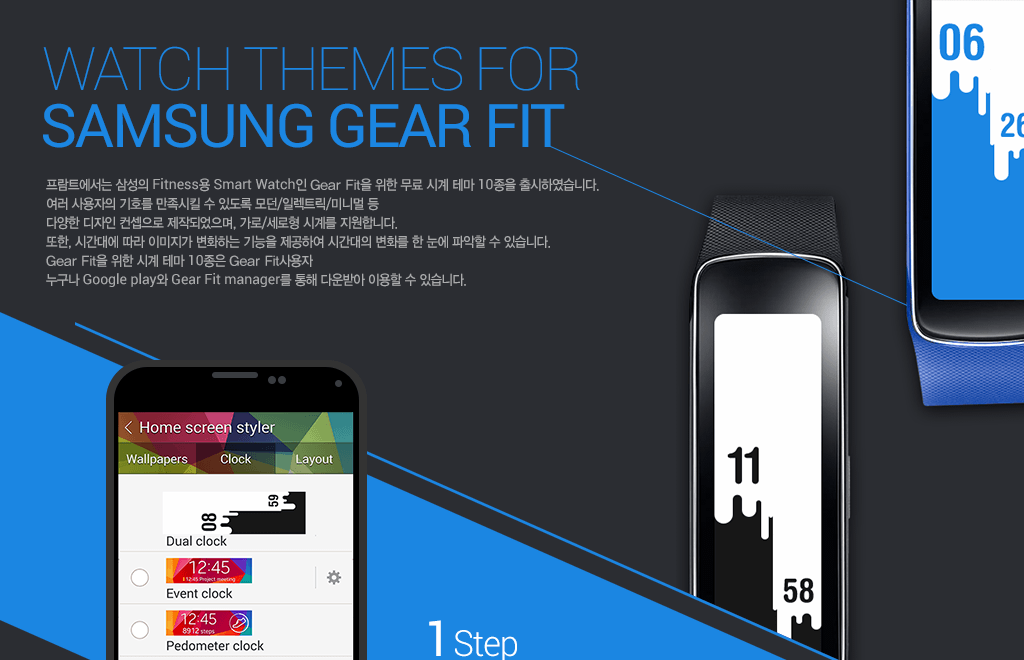 WATCH THEMES FOR
SAMSUNG GEAR FIT
프람트에서는 삼성의 Fitness용 Smart Watch인 Gear Fit을 위한 무료 시계 테마 10종을 출시하였습니다.
여러 사용자의 기호를 만족시킬 수 있도록 모던/일렉트릭/미니멀 등
다양한 디자인 컨셉으로 제작되었으며, 가로/세로형 시계를 지원합니다.
또한, 시간대에 따라 이미지가 변화하는 기능을 제공하여 시간대의 변화를 한 눈에 파악할 수 있습니다.
Gear Fit을 위한 시계 테마 10종은 Gear Fit사용자
누구나 Google play와 Gear Fit manager를 통해 다운받아 이용할 수 있습니다.
06
26
11
58
Home screen styler
Wallpapers Clock Layout
08 59
Dual clock
12:45
1 12:45 Project meeting
Event clock
12:45
8912 steps
Pedometer clock
1 Step